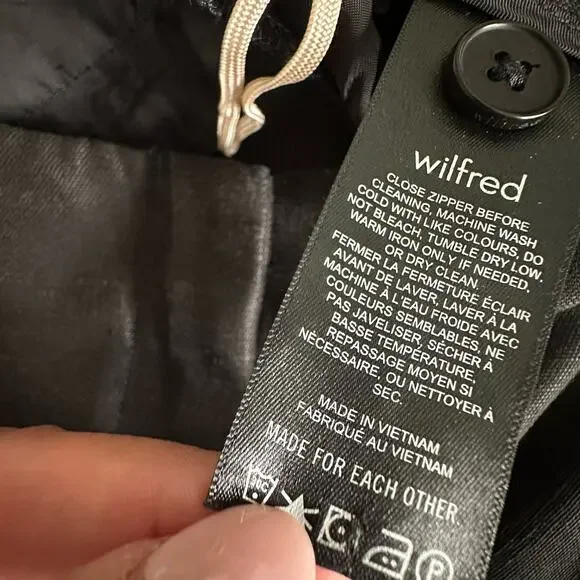 wilfred
CLOSE ZIPPER BEFORE
CLEANING, MACHINE WASH
COLD WITH LIKE COLOURS, DO
NOT BLEACH, TUMBLE DRY LOW.
WARM IRON ONLY IF NEEDED.
OR DRY CLEAN.
FERMER LA FERMETURE ÉCLAIR
AVANT DE LAVER, LAVER À LA
MACHINE À L'EAU FROIDE AVEC
COULEURS SEMBLABLES, NE
PAS JAVELISER, SÉCHER À
BASSE TEMPÉRATURE,
REPASSAGE MOYEN SI
NÉCESSAIRE, OU NETTOYER À
SEC.
MADE IN VIETNAM
FABRIQUÉ AU VIETNAM
MADE FOR EACH OTHER.
P